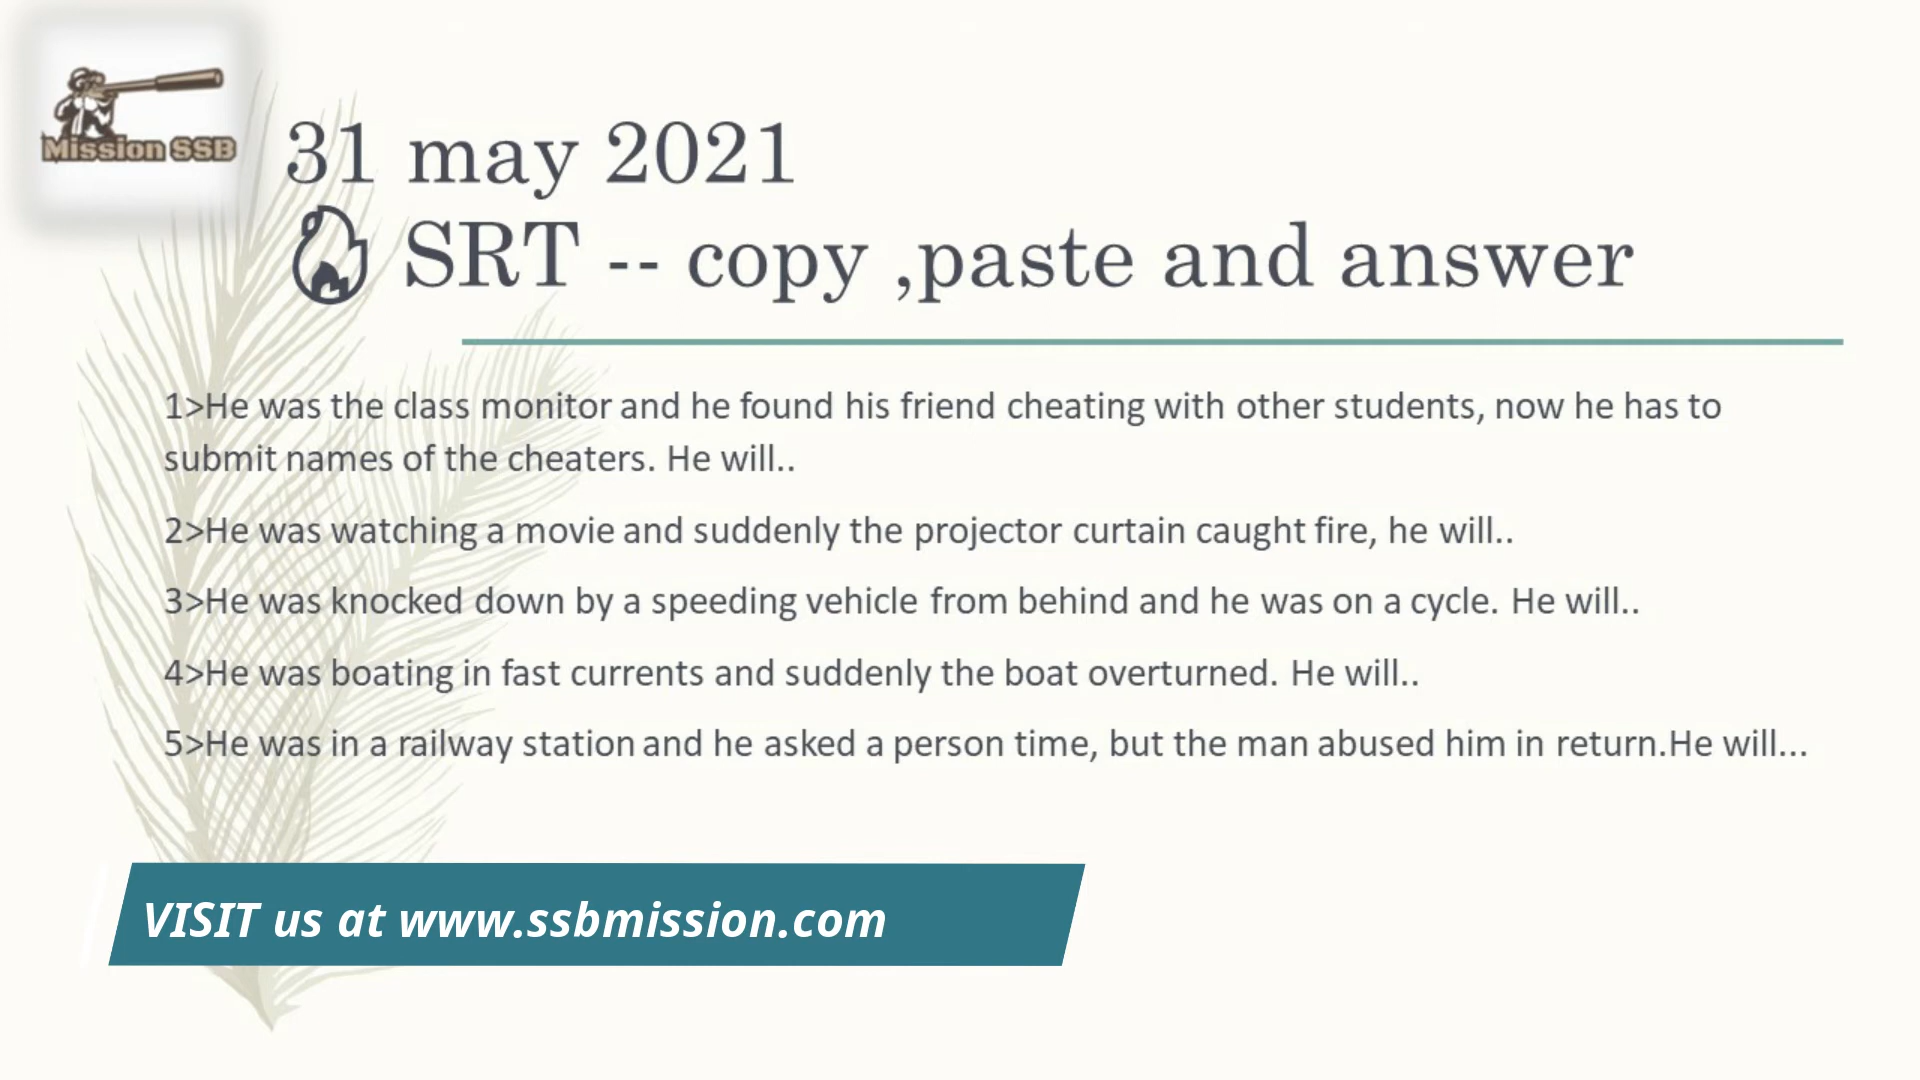 Mission SSB
31 may 2021
🔥 SRT -- copy ,paste and answer
1>He was the class monitor and he found his friend cheating with other students, now he has to
submit names of the cheaters. He will..
2>He was watching a movie and suddenly the projector curtain caught fire, he will..
3>He was knocked down by a speeding vehicle from behind and he was on a cycle. He will..
4>He was boating in fast currents and suddenly the boat overturned. He will..
5>He was in a railway station and he asked a person time, but the man abused him in return.He will...
VISIT us at www.ssbmission.com